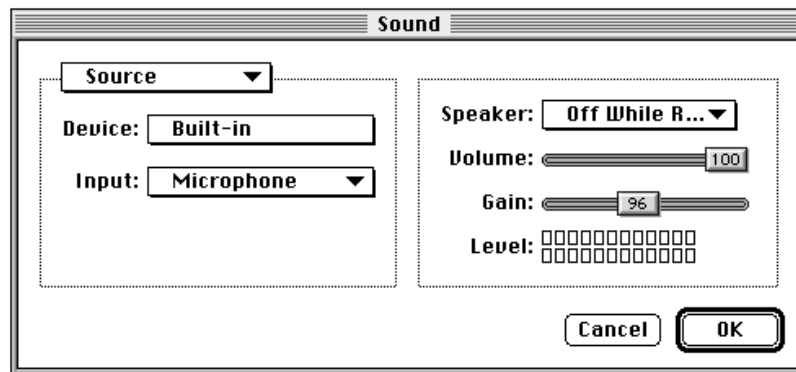 Sound
Source
Device: Built-in
Input: Microphone
Speaker: Off While R...
Volume: 100
Gain: 96
Level:
Cancel OK